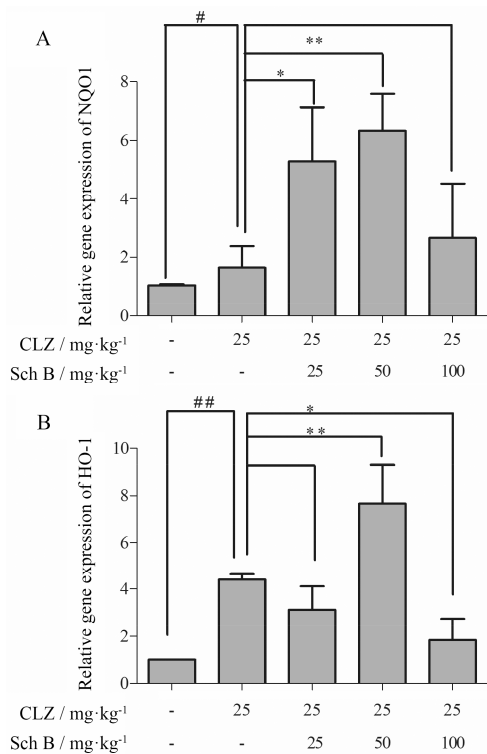 A
#
**
*
Relative gene expression of NQO1
8
6
4
2
0
CLZ / mg·kg-1 - 25 25 25 25
Sch B / mg·kg-1 - - 25 50 100
B
##
*
**
Relative gene expression of HO-1
10
8
6
4
2
0
CLZ / mg·kg-1 - 25 25 25 25
Sch B / mg·kg-1 - - 25 50 100